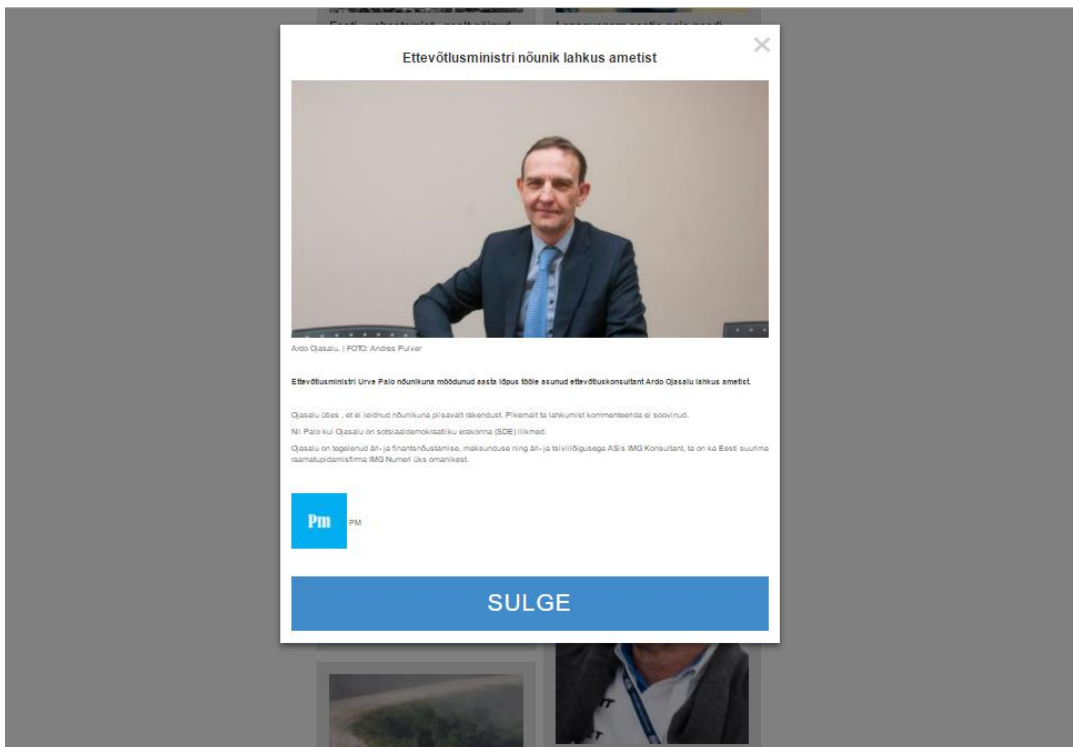 Ettevõtlusministri nõunik lahkus ametist
Ardo Ojasalu. | FOTO: Andres Pulver
Ettevõtlusministri Urve Palo nõunikuna möödunud aasta lõpus tööle asunud ettevõtluskonsultant Ardo Ojasalu lahkus ametist.
Ojasalu ütles , et ei leidnud nõunikuna piisavalt rakendust. Pikemalt ta lahkumist kommenteerida ei soovinud.
Nii Palo kui Ojasalu on sotsiaaldemokraatliku erakonna (SDE) liikmed.
Ojasalu on tegelenud äri- ja finantsnõustamise, maksunduse ning äri- ja tsiviilõigusega ASis IMG Konsultant, ta on ka Eesti suurima
raamatupidamisfirma IMG Numeri üks omanikest.
Pm PM
SULGE